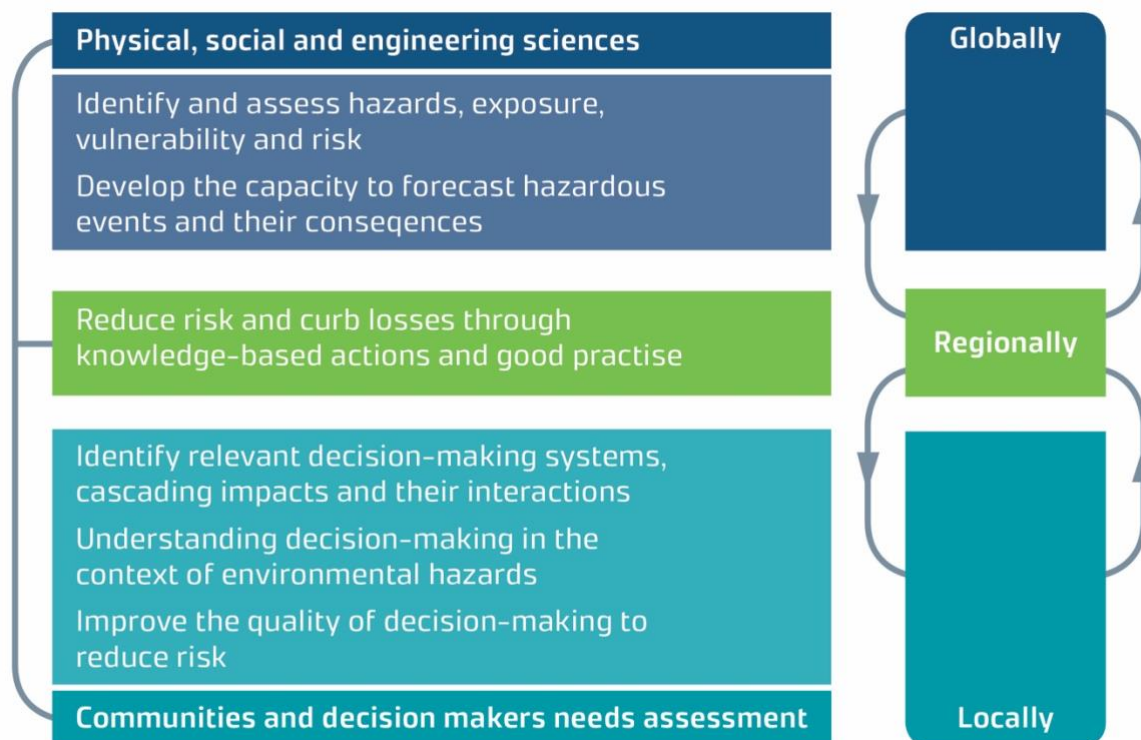 Physical, social and engineering sciences
Identify and assess hazards, exposure,
vulnerability and risk
Develop the capacity to forecast hazardous
events and their conseqences
Reduce risk and curb losses through
knowledge-based actions and good practise
Identify relevant decision-making systems,
cascading impacts and their interactions
Understanding decision-making in the
context of environmental hazards
Improve the quality of decision-making to
reduce risk
Communities and decision makers needs assessment
Globally
Regionally
Locally